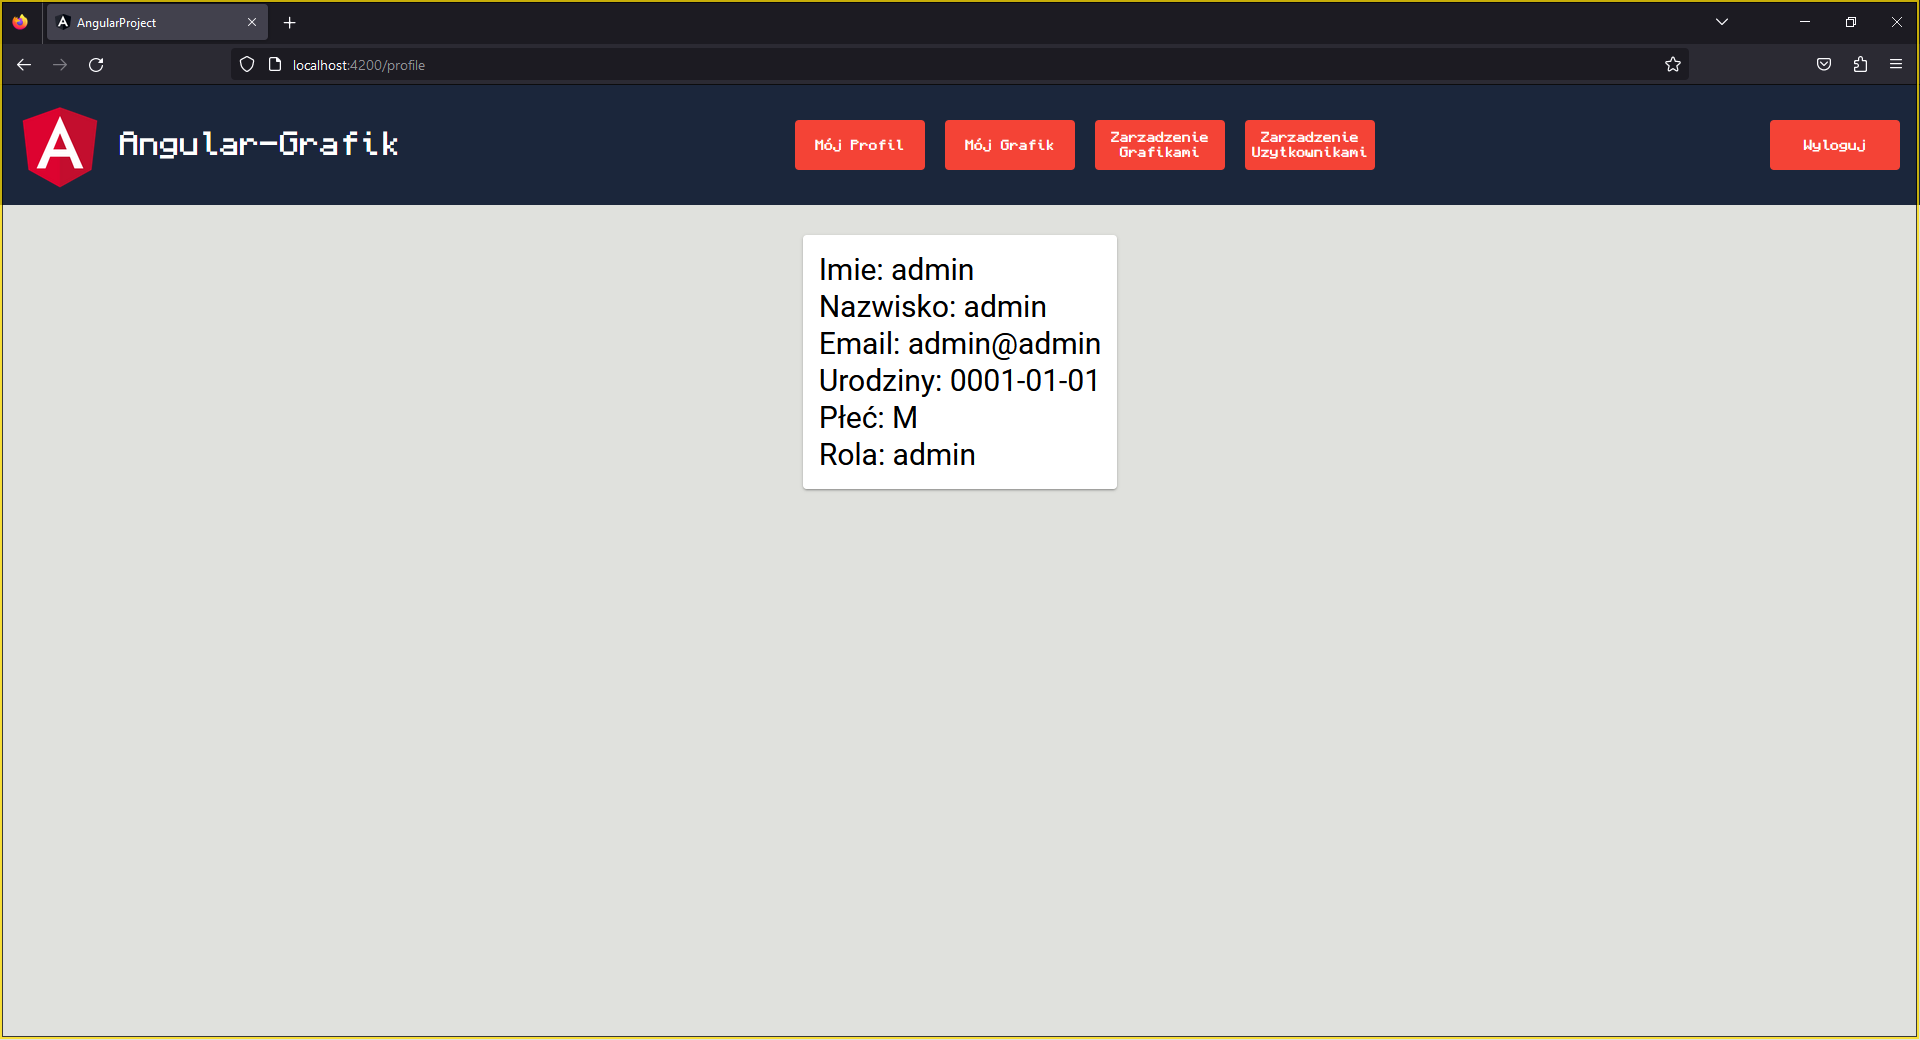 AngularProject
localhost:4200/profile
Angular-Grafik
Mój Profil
Mój Grafik
Zarzadzenie
Grafikami
Zarzadzenie
Uzytkownikami
Wyloguj
Imie: admin
Nazwisko: admin
Email: admin@admin
Urodziny: 0001-01-01
Płeć: M
Rola: admin